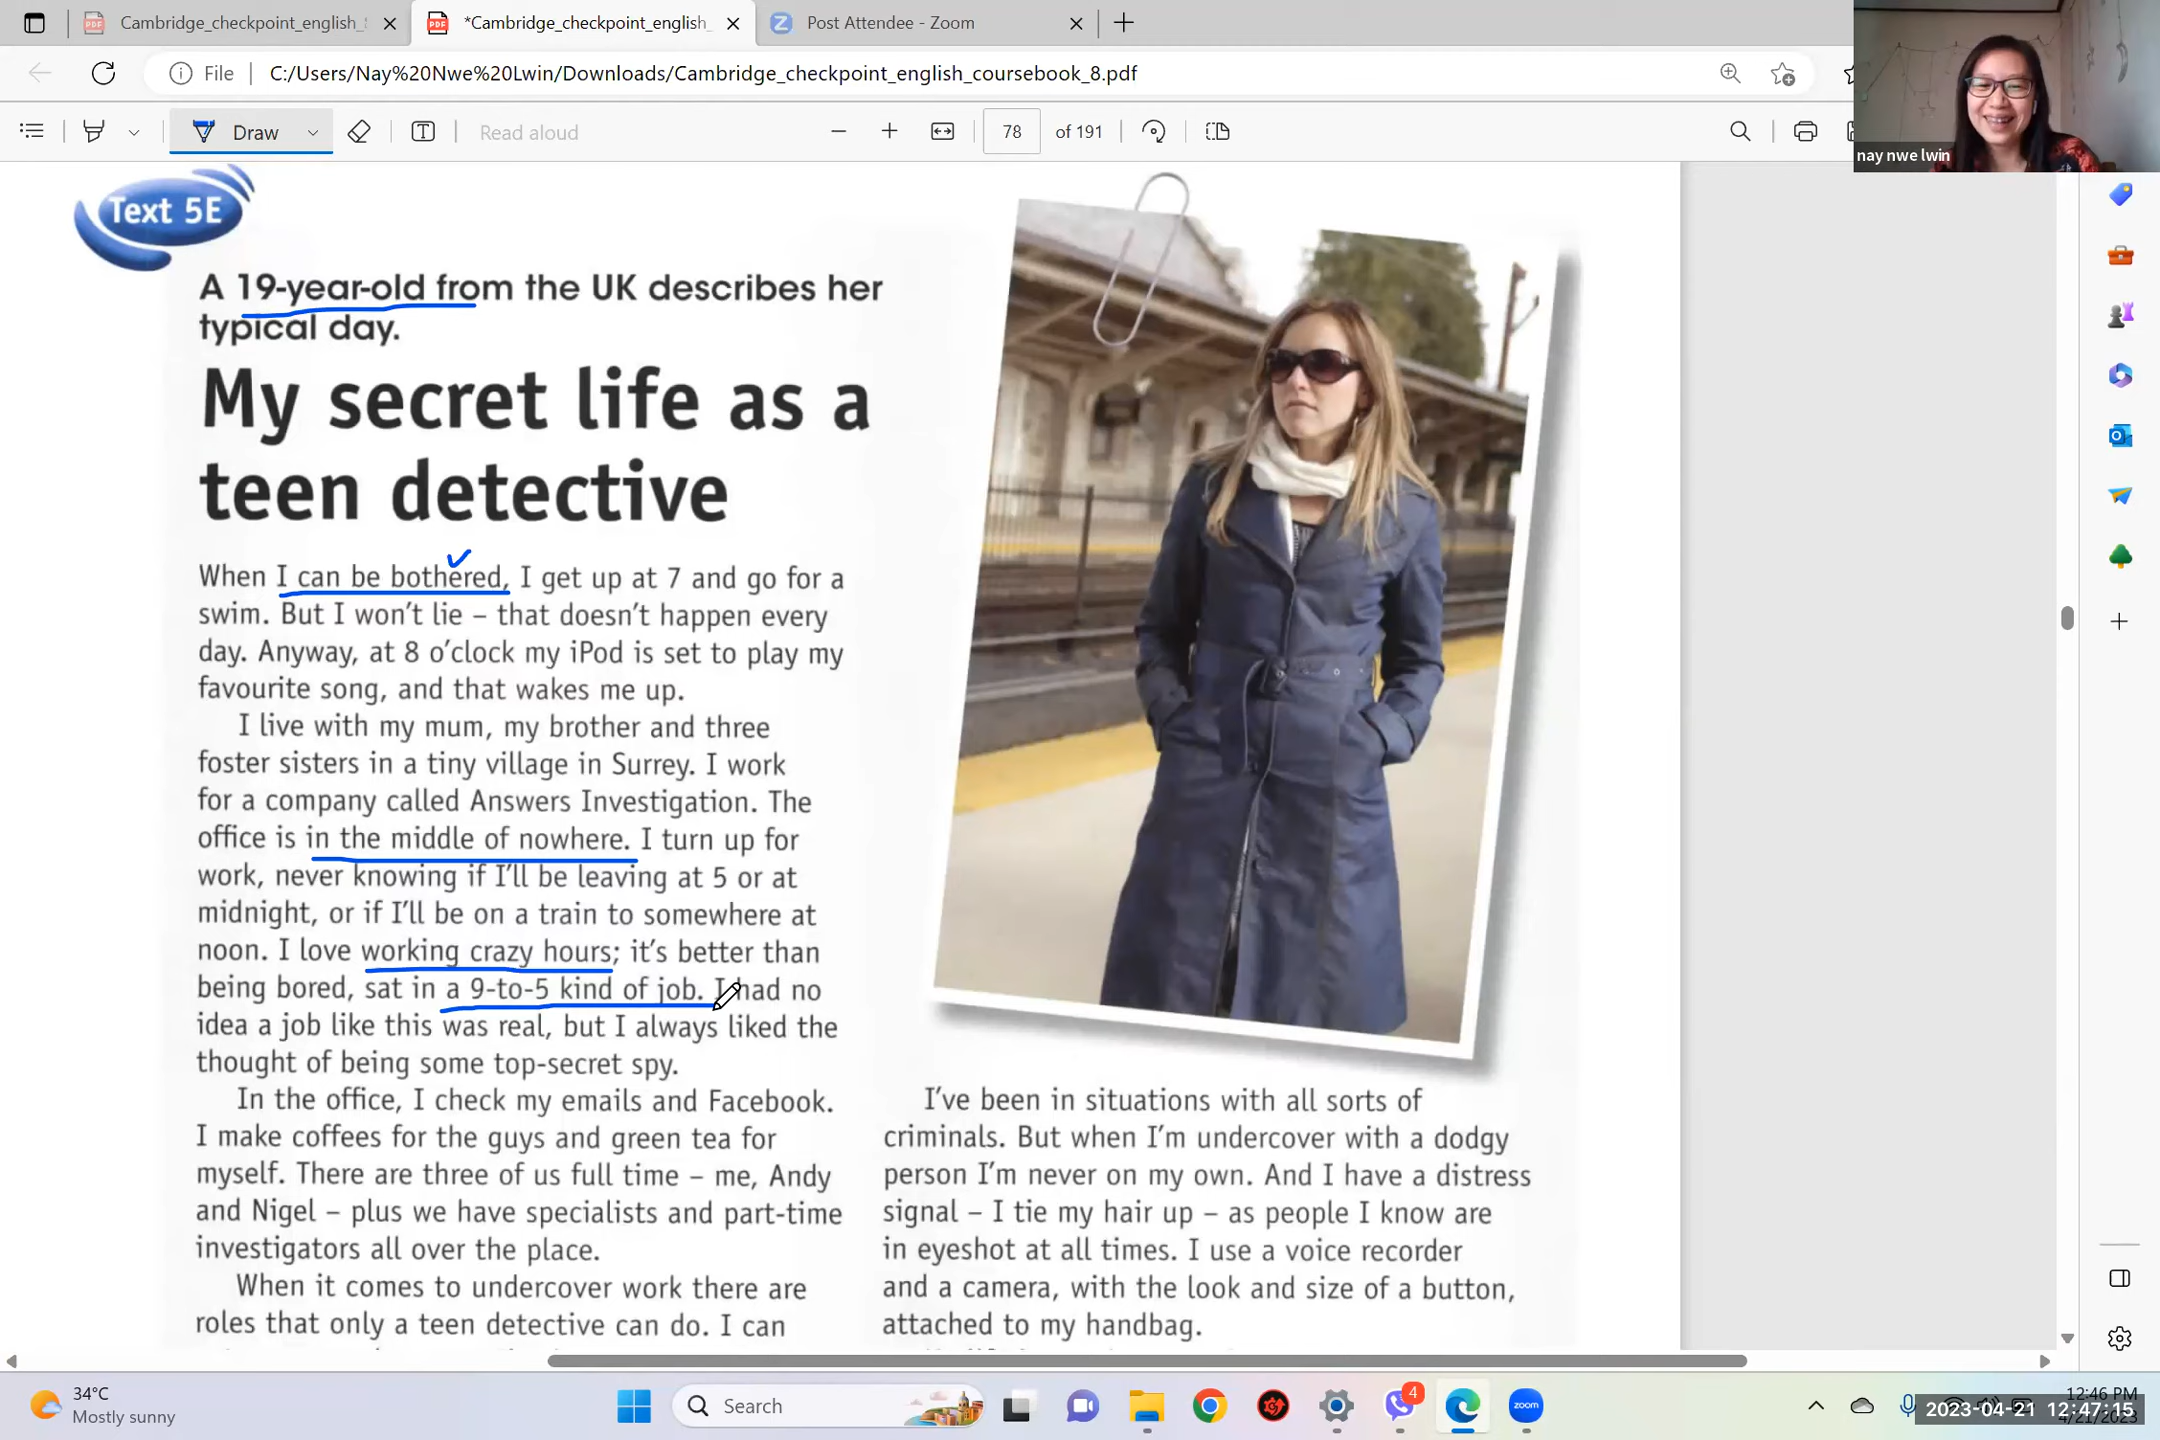 Cambridge_checkpoint_english_
*Cambridge_checkpoint_english_
Post Attendee - Zoom
File
C:/Users/Nay%20Nwe%20Lwin/Downloads/Cambridge_checkpoint_english_coursebook_8.pdf
nay nwe lwin
Draw
Read aloud
78
of 191
Text 5E
A 19-year-old from the UK describes her
typical day.
My secret life as a
teen detective
When I can be bothered, I get up at 7 and go for a
swim. But I won't lie – that doesn't happen every
day. Anyway, at 8 o'clock my iPod is set to play my
favourite song, and that wakes me up.
I live with my mum, my brother and three
foster sisters in a tiny village in Surrey. I work
for a company called Answers Investigation. The
office is in the middle of nowhere. I turn up for
work, never knowing if I'll be leaving at 5 or at
midnight, or if I'll be on a train to somewhere at
noon. I love working crazy hours; it's better than
being bored, sat in a 9-to-5 kind of job. I had no
idea a job like this was real, but I always liked the
thought of being some top-secret spy.
In the office, I check my emails and Facebook.
I make coffees for the guys and green tea for
myself. There are three of us full time – me, Andy
and Nigel – plus we have specialists and part-time
investigators all over the place.
When it comes to undercover work there are
roles that only a teen detective can do. I can
I've been in situations with all sorts of
criminals. But when I'm undercover with a dodgy
person I'm never on my own. And I have a distress
signal – I tie my hair up – as people I know are
in eyeshot at all times. I use a voice recorder
and a camera, with the look and size of a button,
attached to my handbag.
34°C
Mostly sunny
Search
4
zoom
12:46 PM
4/21/2023
2023-04-21 12:47:15